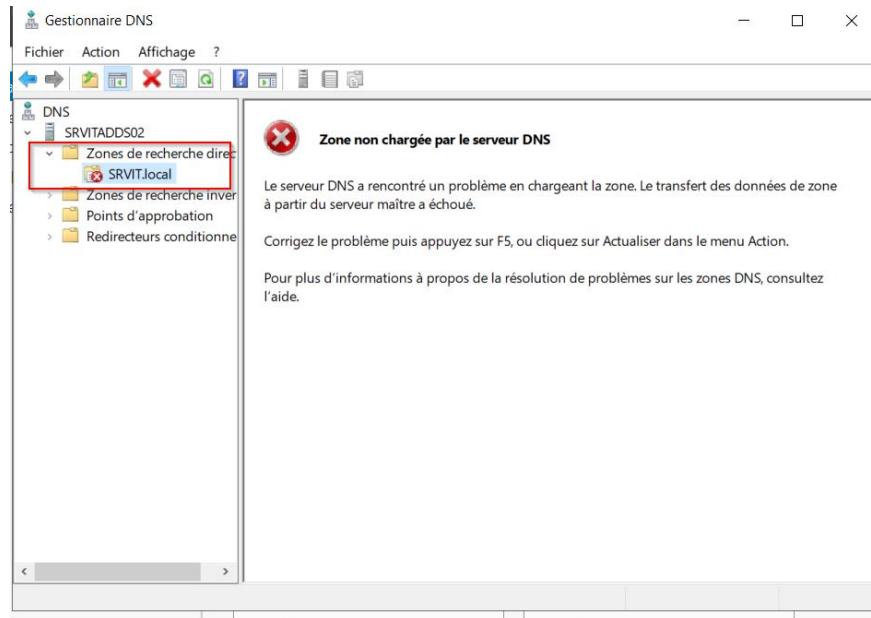 Gestionnaire DNS
Fichier Action Affichage ?
DNS
SRVITADDS02
Zones de recherche direc
SRVIT.local
Zones de recherche inver
Points d'approbation
Redirecteurs conditionne
Zone non chargée par le serveur DNS
Le serveur DNS a rencontré un problème en chargeant la zone. Le transfert des données de zone
à partir du serveur maître a échoué.
Corrigez le problème puis appuyez sur F5, ou cliquez sur Actualiser dans le menu Action.
Pour plus d'informations à propos de la résolution de problèmes sur les zones DNS, consultez
l'aide.